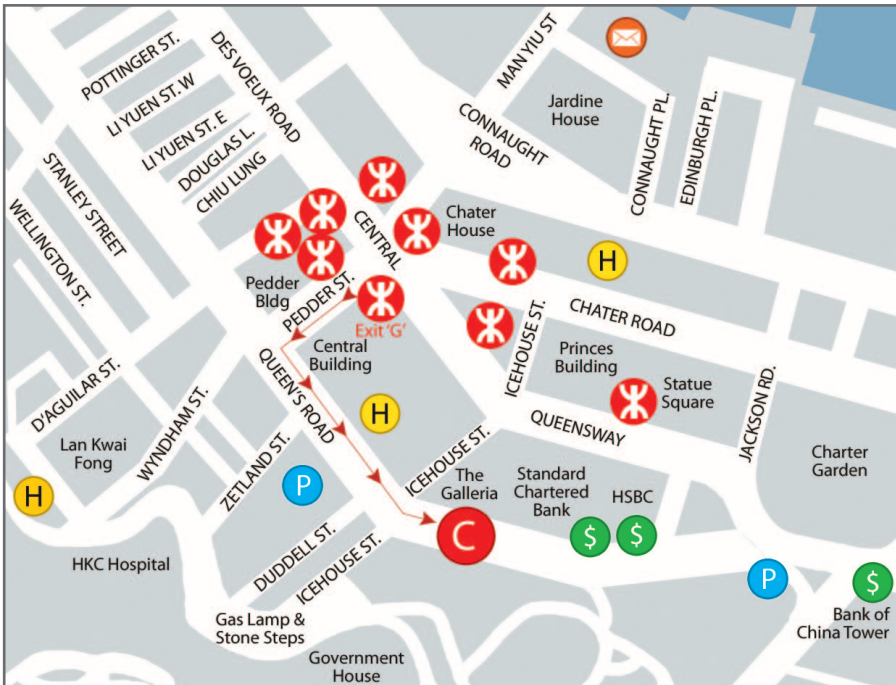 POTTINGER ST.
LI YUEN ST. W
LI YUEN ST. E
DOUGLAS L.
CHIU LUNG
DES VOEUX ROAD
CENTRAL
STANLEY STREET
WELLINGTON ST.
MAN YIU ST
Jardine
House
CONNAUGHT
ROAD
CONNAUGHT PL.
EDINBURGH PL.
Chater
House
H
CHATER ROAD
Pedder
Bldg
PEDDER ST.
Exit 'G'
Central
Building
ICEHOUSE ST.
Princes
Building
Statue
Square
JACKSON RD.
QUEENSWAY
QUEEN'S ROAD
H
D'AGUILAR ST.
WYNDHAM ST.
ZETLAND ST.
Lan Kwai
Fong
H
P
ICEHOUSE ST.
The
Galleria
C
Standard
Chartered
Bank
$
HSBC
$
Charter
Garden
HKC Hospital
DUDDELL ST.
ICEHOUSE ST.
P
$
Bank of
China Tower
Gas Lamp &
Stone Steps
Government
House